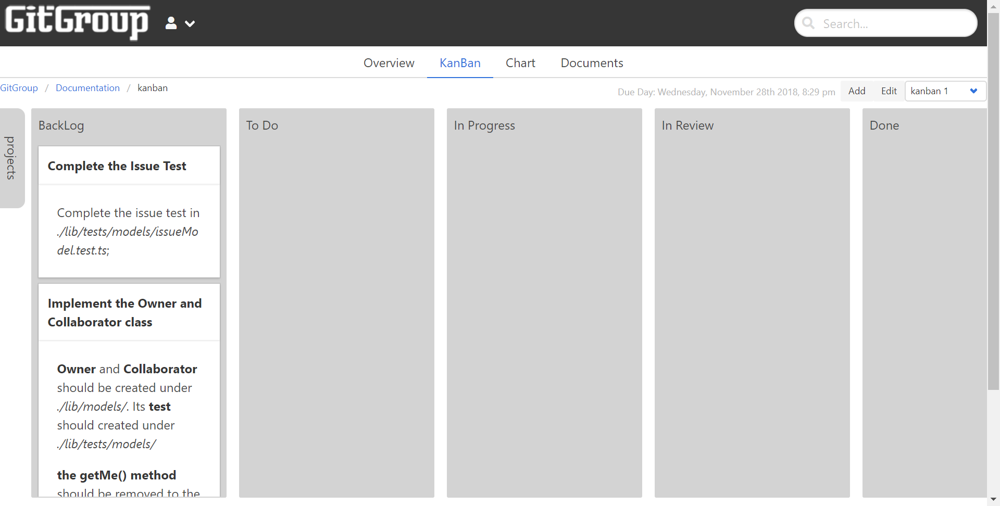 GitGroup
Search...
Overview KanBan Chart Documents
GitGroup / Documentation / kanban
Due Day: Wednesday, November 28th 2018, 8:29 pm Add Edit kanban 1
projects
BackLog
Complete the Issue Test
Complete the issue test in
./lib/tests/models/issueMo
del.test.ts;
Implement the Owner and
Collaborator class
Owner and Collaborator
should be created under
./lib/models/. Its test
should created under
./lib/tests/models/
the getMe() method
should be removed to the
To Do
In Progress
In Review
Done